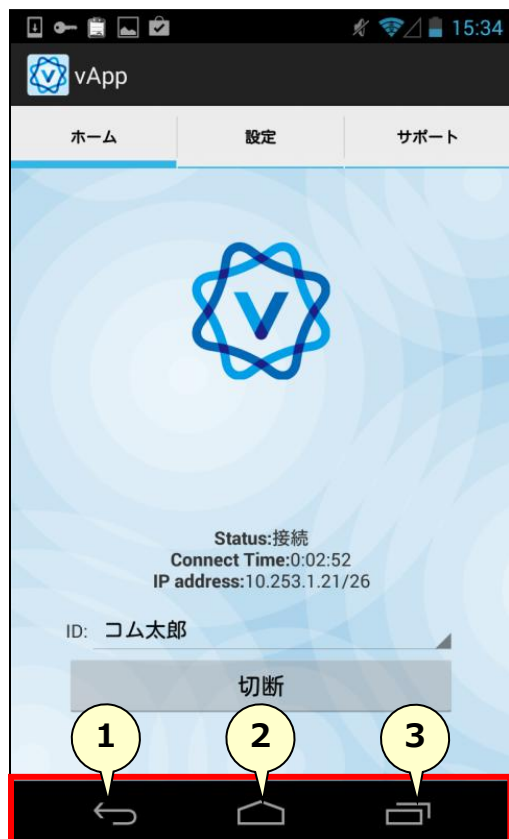 15:34
vApp
ホーム 設定 サポート
Status:接続
Connect Time:0:02:52
IP address:10.253.1.21/26
ID: コム太郎
切断
1 2 3